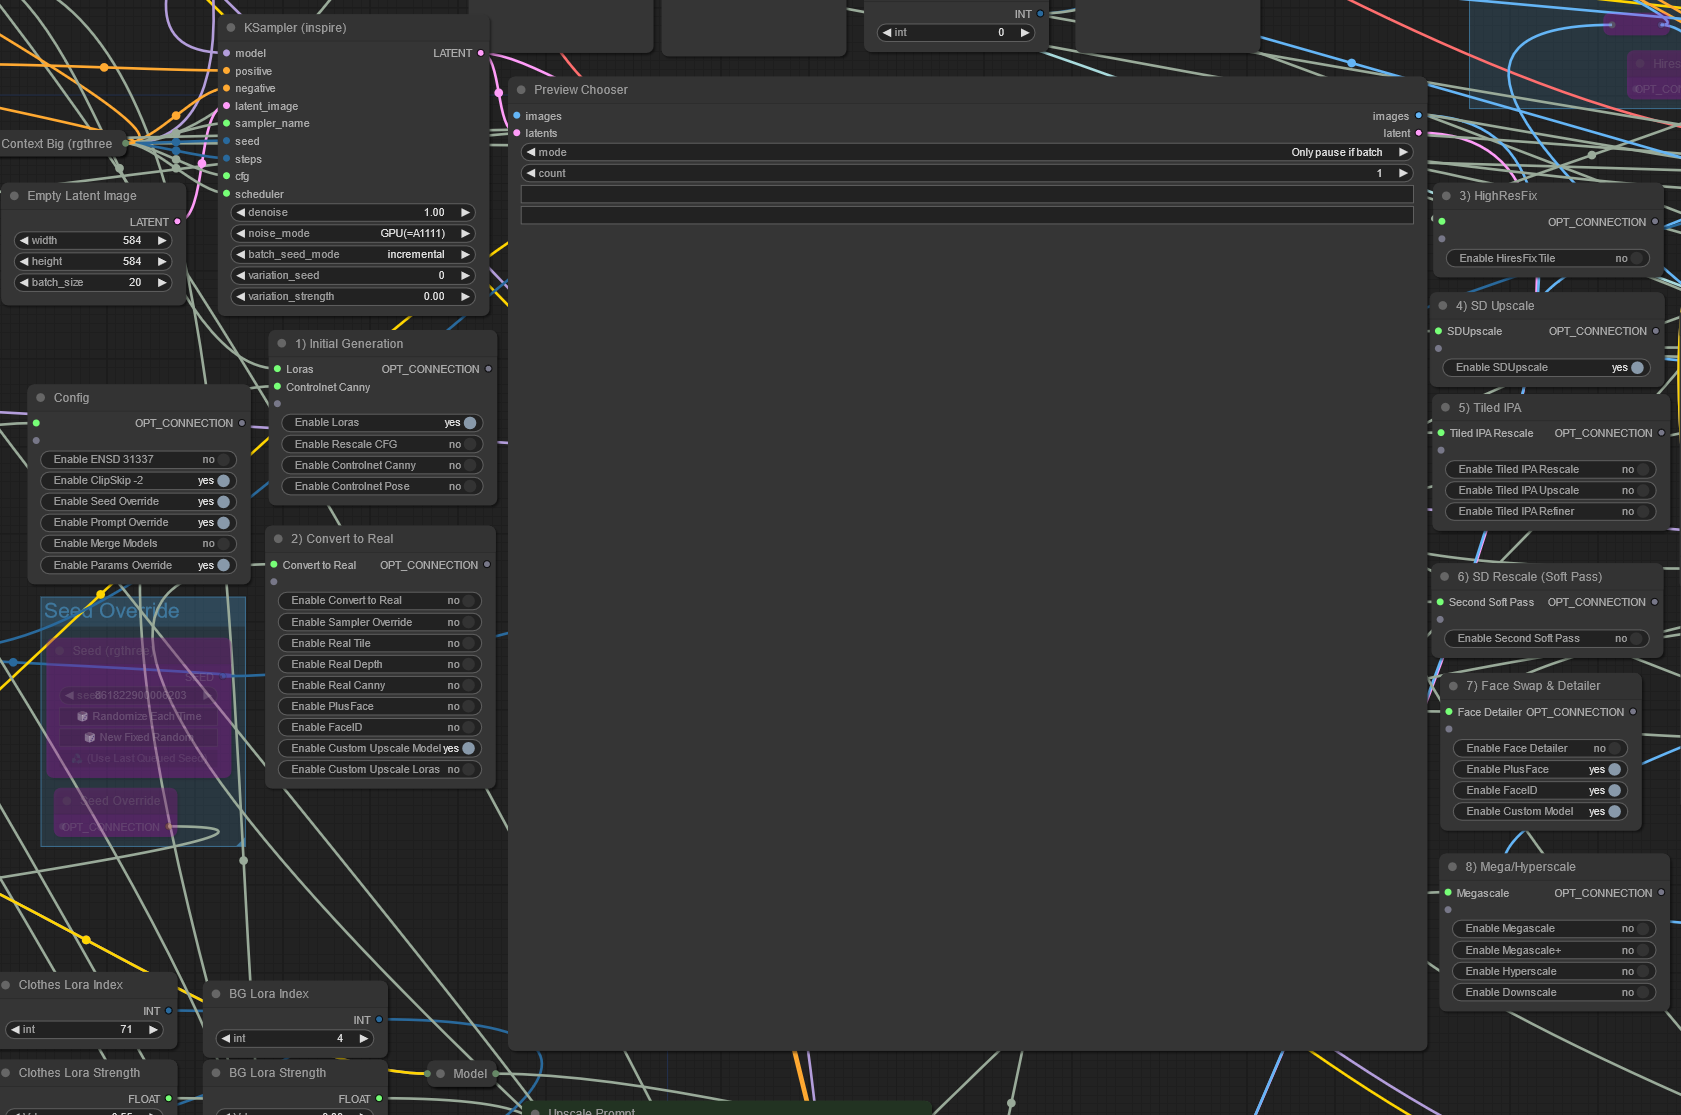 INT
int 0
KSampler (inspire)
model LATENT
positive
negative
latent_image
sampler_name
seed
steps
cfg
scheduler
denoise 1.00
noise_mode GPU(=A1111)
batch_seed_mode incremental
variation_seed 0
variation_strength 0.00
Context Big (rgthree
Empty Latent Image
LATENT
width 584
height 584
batch_size 20
Preview Chooser
images images
latents latent
mode Only pause if batch
count 1
1) Initial Generation
Loras OPT_CONNECTION
Controlnet Canny
Enable Loras yes
Enable Rescale CFG no
Enable Controlnet Canny no
Enable Controlnet Pose no
Config
OPT_CONNECTION
Enable ENSD 31337 no
Enable ClipSkip -2 yes
Enable Seed Override yes
Enable Prompt Override yes
Enable Merge Models no
Enable Params Override yes
2) Convert to Real
Convert to Real OPT_CONNECTION
Enable Convert to Real no
Enable Sampler Override no
Enable Real Tile no
Enable Real Depth no
Enable Real Canny no
Enable PlusFace no
Enable FaceID no
Enable Custom Upscale Model yes
Enable Custom Upscale Loras no
Seed Override
Seed (rgthree)
SEED
Randomize Each Time
New Fixed Random
(Use Last Queued Seed)
Seed Override
OPT_CONNECTION
Clothes Lora Index
INT
int 71
BG Lora Index
INT
int 4
Clothes Lora Strength
FLOAT
BG Lora Strength
FLOAT
Model
Upscale Prompt
Hires
OPT_CO
3) HighResFix
OPT_CONNECTION
Enable HiresFix Tile no
4) SD Upscale
SDUpscale OPT_CONNECTION
Enable SDUpscale yes
5) Tiled IPA
Tiled IPA Rescale OPT_CONNECTION
Enable Tiled IPA Rescale no
Enable Tiled IPA Upscale no
Enable Tiled IPA Refiner no
6) SD Rescale (Soft Pass)
Second Soft Pass OPT_CONNECTION
Enable Second Soft Pass no
7) Face Swap & Detailer
Face Detailer OPT_CONNECTION
Enable Face Detailer no
Enable PlusFace yes
Enable FaceID yes
Enable Custom Model yes
8) Mega/Hyperscale
Megascale OPT_CONNECTION
Enable Megascale no
Enable Megascale+ no
Enable Hyperscale no
Enable Downscale no